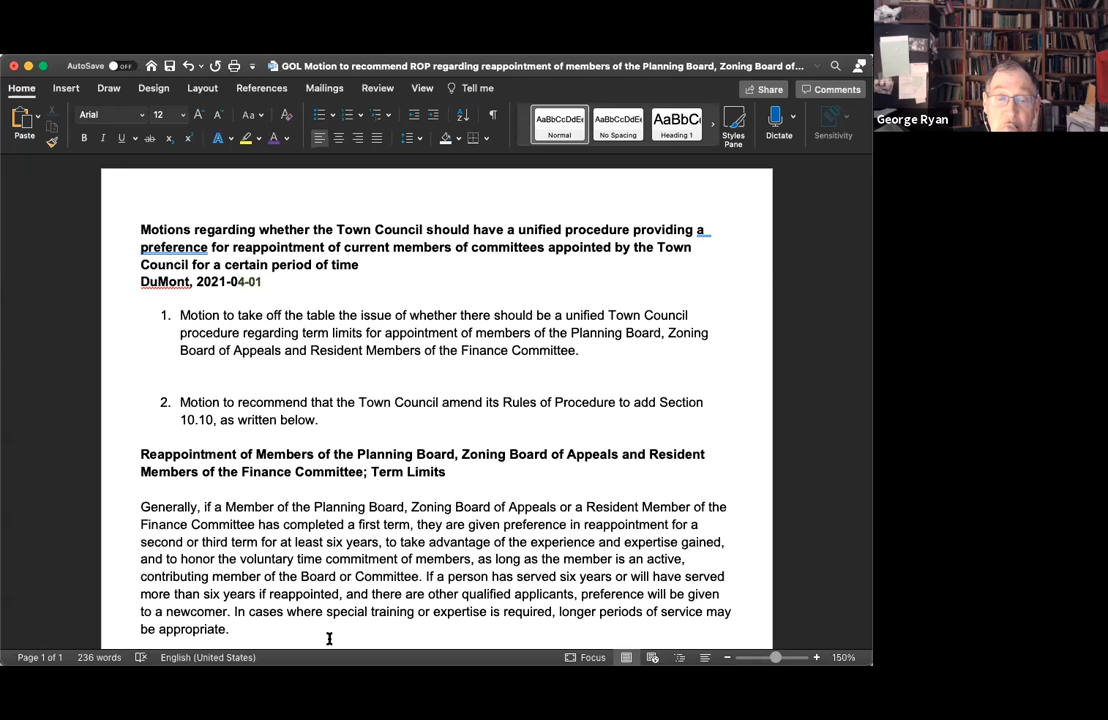 AutoSave OFF
GOL Motion to recommend ROP regarding reappointment of members of the Planning Board, Zoning Board of...
Home Insert Draw Design Layout References Mailings Review View Tell me
Share Comments
Paste
Arial 12
B I U ab x₂ x²
AaBbCcDdEe AaBbCcDdEe AaBbC
Normal No Spacing Heading 1
Styles Pane
Dictate
Sensitivity
George Ryan
Motions regarding whether the Town Council should have a unified procedure providing a
preference for reappointment of current members of committees appointed by the Town
Council for a certain period of time
DuMont, 2021-04-01
1. Motion to take off the table the issue of whether there should be a unified Town Council
procedure regarding term limits for appointment of members of the Planning Board, Zoning
Board of Appeals and Resident Members of the Finance Committee.
2. Motion to recommend that the Town Council amend its Rules of Procedure to add Section
10.10, as written below.
Reappointment of Members of the Planning Board, Zoning Board of Appeals and Resident
Members of the Finance Committee; Term Limits
Generally, if a Member of the Planning Board, Zoning Board of Appeals or a Resident Member of the
Finance Committee has completed a first term, they are given preference in reappointment for a
second or third term for at least six years, to take advantage of the experience and expertise gained,
and to honor the voluntary time commitment of members, as long as the member is an active,
contributing member of the Board or Committee. If a person has served six years or will have served
more than six years if reappointed, and there are other qualified applicants, preference will be given
to a newcomer. In cases where special training or expertise is required, longer periods of service may
be appropriate.
Page 1 of 1 236 words English (United States) Focus 150%